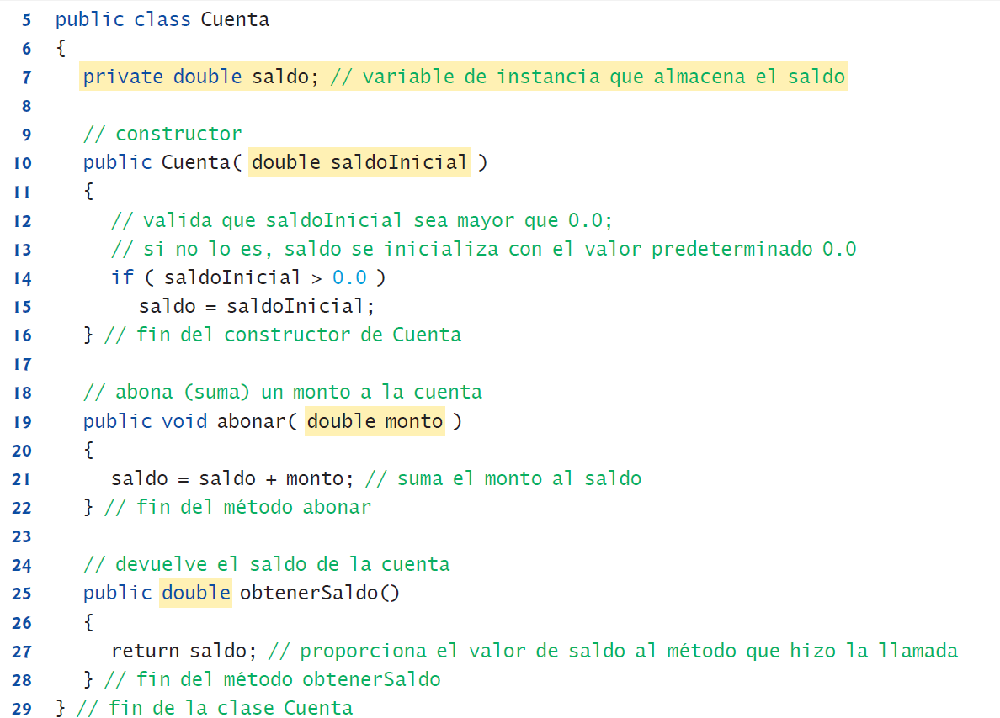 5 public class Cuenta
6 {
7 private double saldo; // variable de instancia que almacena el saldo
8
9 // constructor
10 public Cuenta( double saldoInicial )
11 {
12 // valida que saldoInicial sea mayor que 0.0;
13 // si no lo es, saldo se inicializa con el valor predeterminado 0.0
14 if ( saldoInicial > 0.0 )
15 saldo = saldoInicial;
16 } // fin del constructor de Cuenta
17
18 // abona (suma) un monto a la cuenta
19 public void abonar( double monto )
20 {
21 saldo = saldo + monto; // suma el monto al saldo
22 } // fin del método abonar
23
24 // devuelve el saldo de la cuenta
25 public double obtenerSaldo()
26 {
27 return saldo; // proporciona el valor de saldo al método que hizo la llamada
28 } // fin del método obtenerSaldo
29 } // fin de la clase Cuenta